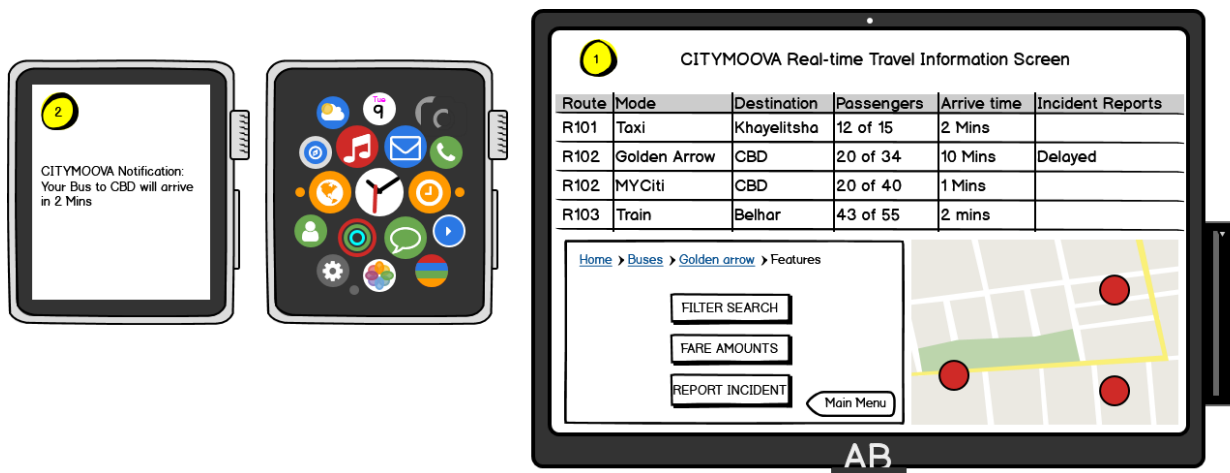 2
CITYMOOVA Notification:
Your Bus to CBD will arrive
in 2 Mins
Tue
9
1
CITYMOOVA Real-time Travel Information Screen
Route Mode Destination Passengers Arrive time Incident Reports
R101 Taxi Khayelitsha 12 of 15 2 Mins
R102 Golden Arrow CBD 20 of 34 10 Mins Delayed
R102 MYCiti CBD 20 of 40 1 Mins
R103 Train Belhar 43 of 55 2 mins
Home > Buses > Golden arrow > Features
FILTER SEARCH
FARE AMOUNTS
REPORT INCIDENT
Main Menu
AB